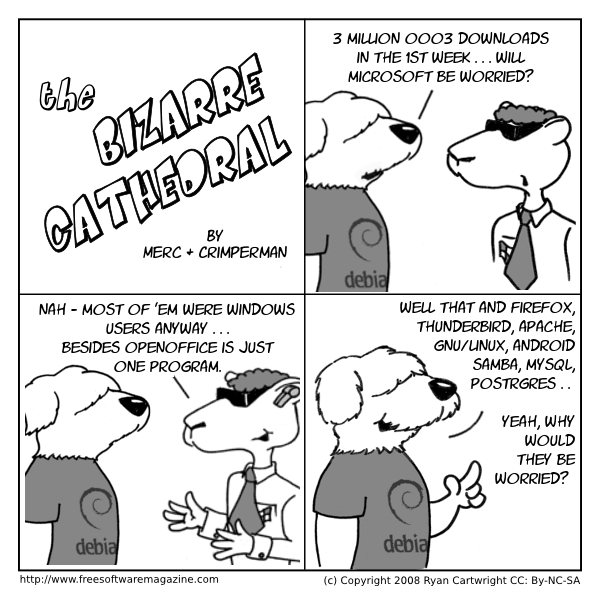 the
BIZARRE
CATHEDRAL
BY
MERC + CRIMPERMAN
3 MILLION OOO3 DOWNLOADS
IN THE 1ST WEEK . . . WILL
MICROSOFT BE WORRIED?
debia
NAH - MOST OF 'EM WERE WINDOWS
USERS ANYWAY . . .
BESIDES OPENOFFICE IS JUST
ONE PROGRAM.
debia
WELL THAT AND FIREFOX,
THUNDERBIRD, APACHE,
GNU/LINUX, ANDROID
SAMBA, MYSQL,
POSTRGRES . .
YEAH, WHY
WOULD
THEY BE
WORRIED?
debia
http://www.freesoftwaremagazine.com
(c) Copyright 2008 Ryan Cartwright CC: By-NC-SA